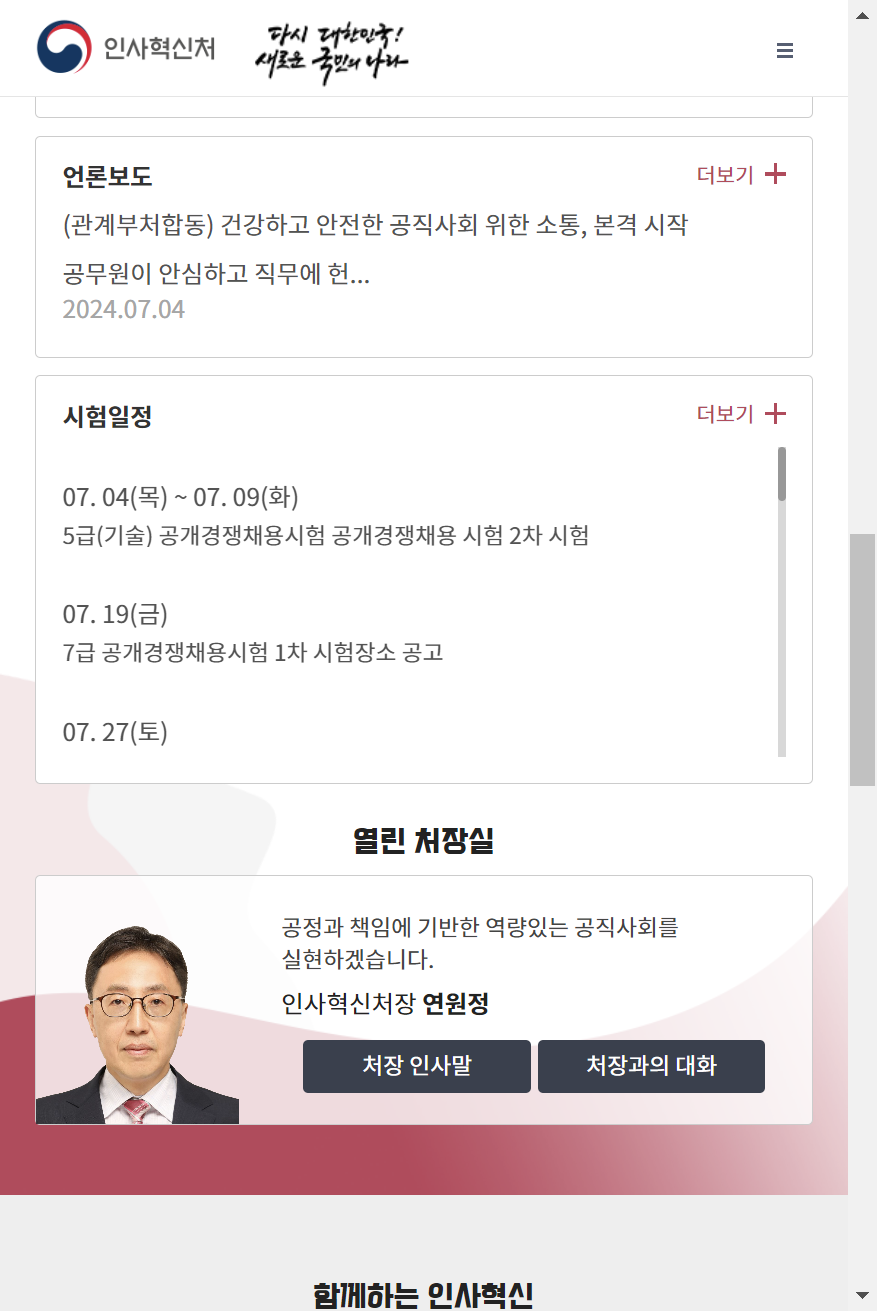 인사혁신처
다시 대한민국!
새로운 국민의 나라
언론보도
더보기
(관계부처합동) 건강하고 안전한 공직사회 위한 소통, 본격 시작
공무원이 안심하고 직무에 헌...
2024.07.04
시험일정
더보기
07. 04(목) ~ 07. 09(화)
5급(기술) 공개경쟁채용시험 공개경쟁채용 시험 2차 시험
07. 19(금)
7급 공개경쟁채용시험 1차 시험장소 공고
07. 27(토)
열린 처장실
공정과 책임에 기반한 역량있는 공직사회를
실현하겠습니다.
인사혁신처장 연원정
처장 인사말
처장과의 대화
함께하는 인사혁신